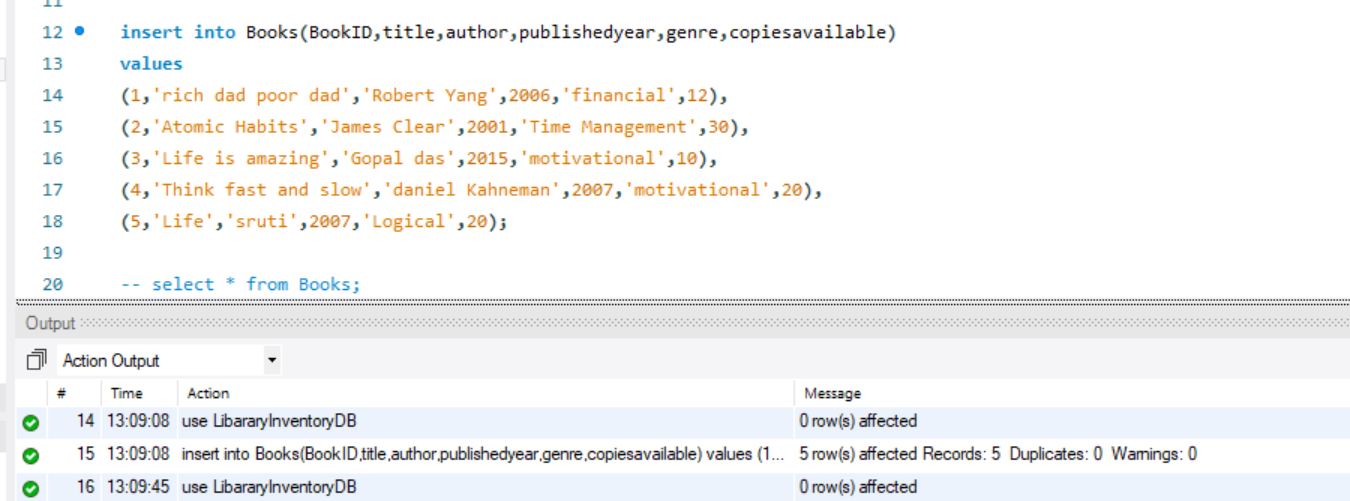 11
12 insert into Books(BookID,title,author,publishedyear,genre,copiesavailable)
13 values
14 (1,'rich dad poor dad','Robert Yang',2006,'financial',12),
15 (2,'Atomic Habits','James Clear',2001,'Time Management',30),
16 (3,'Life is amazing','Gopal das',2015,'motivational',10),
17 (4,'Think fast and slow','daniel Kahneman',2007,'motivational',20),
18 (5,'Life','sruti',2007,'Logical',20);
19
20 -- select * from Books;
Output
Action Output
# Time Action Message
14 13:09:08 use LibararyInventoryDB 0 row(s) affected
15 13:09:08 insert into Books(BookID,title,author,publishedyear,genre,copiesavailable) values (1... 5 row(s) affected Records: 5 Duplicates: 0 Warnings: 0
16 13:09:45 use LibararyInventoryDB 0 row(s) affected